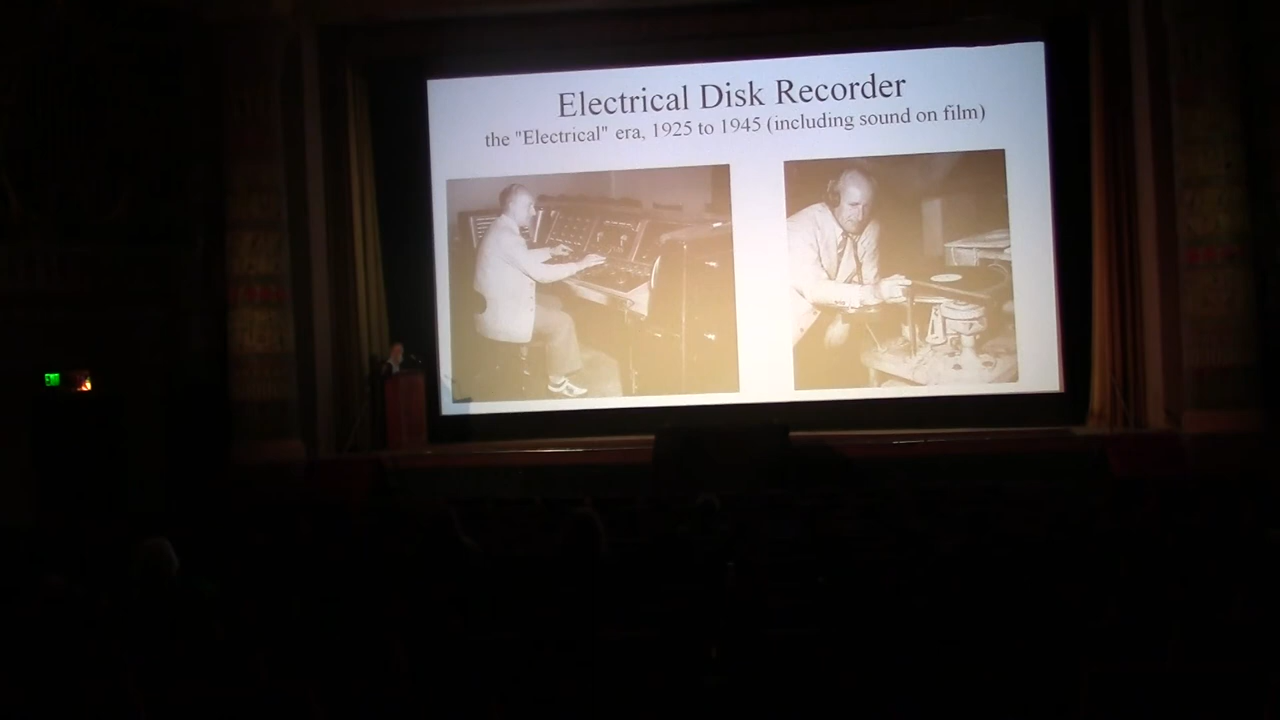 Electrical Disk Recorder
the "Electrical" era, 1925 to 1945 (including sound on film)